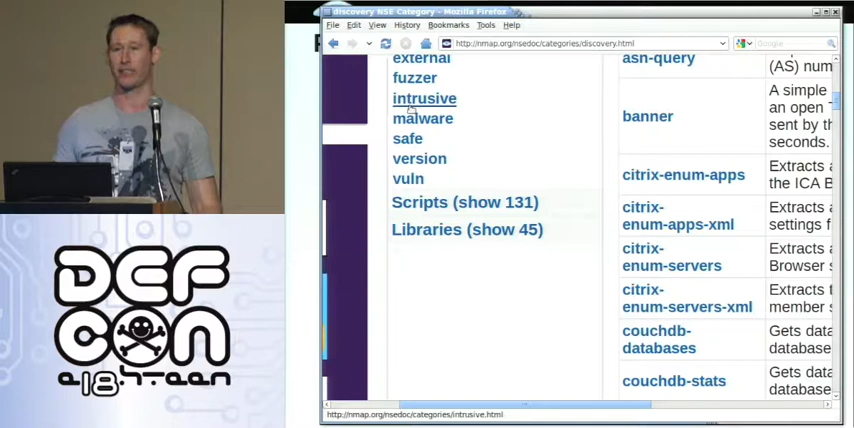 discovery NSE Category - Mozilla Firefox
File Edit View History Bookmarks Tools Help
http://nmap.org/nsedoc/categories/discovery.html
Google
external
fuzzer
intrusive
malware
safe
version
vuln
Scripts (show 131)
Libraries (show 45)
asn-query
(AS) num
banner
A simple
an open
sent by th
seconds.
citrix-enum-apps
Extracts a
the ICA B
citrix-
enum-apps-xml
Extracts a
settings f
citrix-
enum-servers
Extracts a
Browser s
citrix-
enum-servers-xml
Extracts t
member s
couchdb-
databases
Gets data
database
couchdb-stats
Gets data
database
http://nmap.org/nsedoc/categories/intrusive.html
DEF
CON
e18hteen